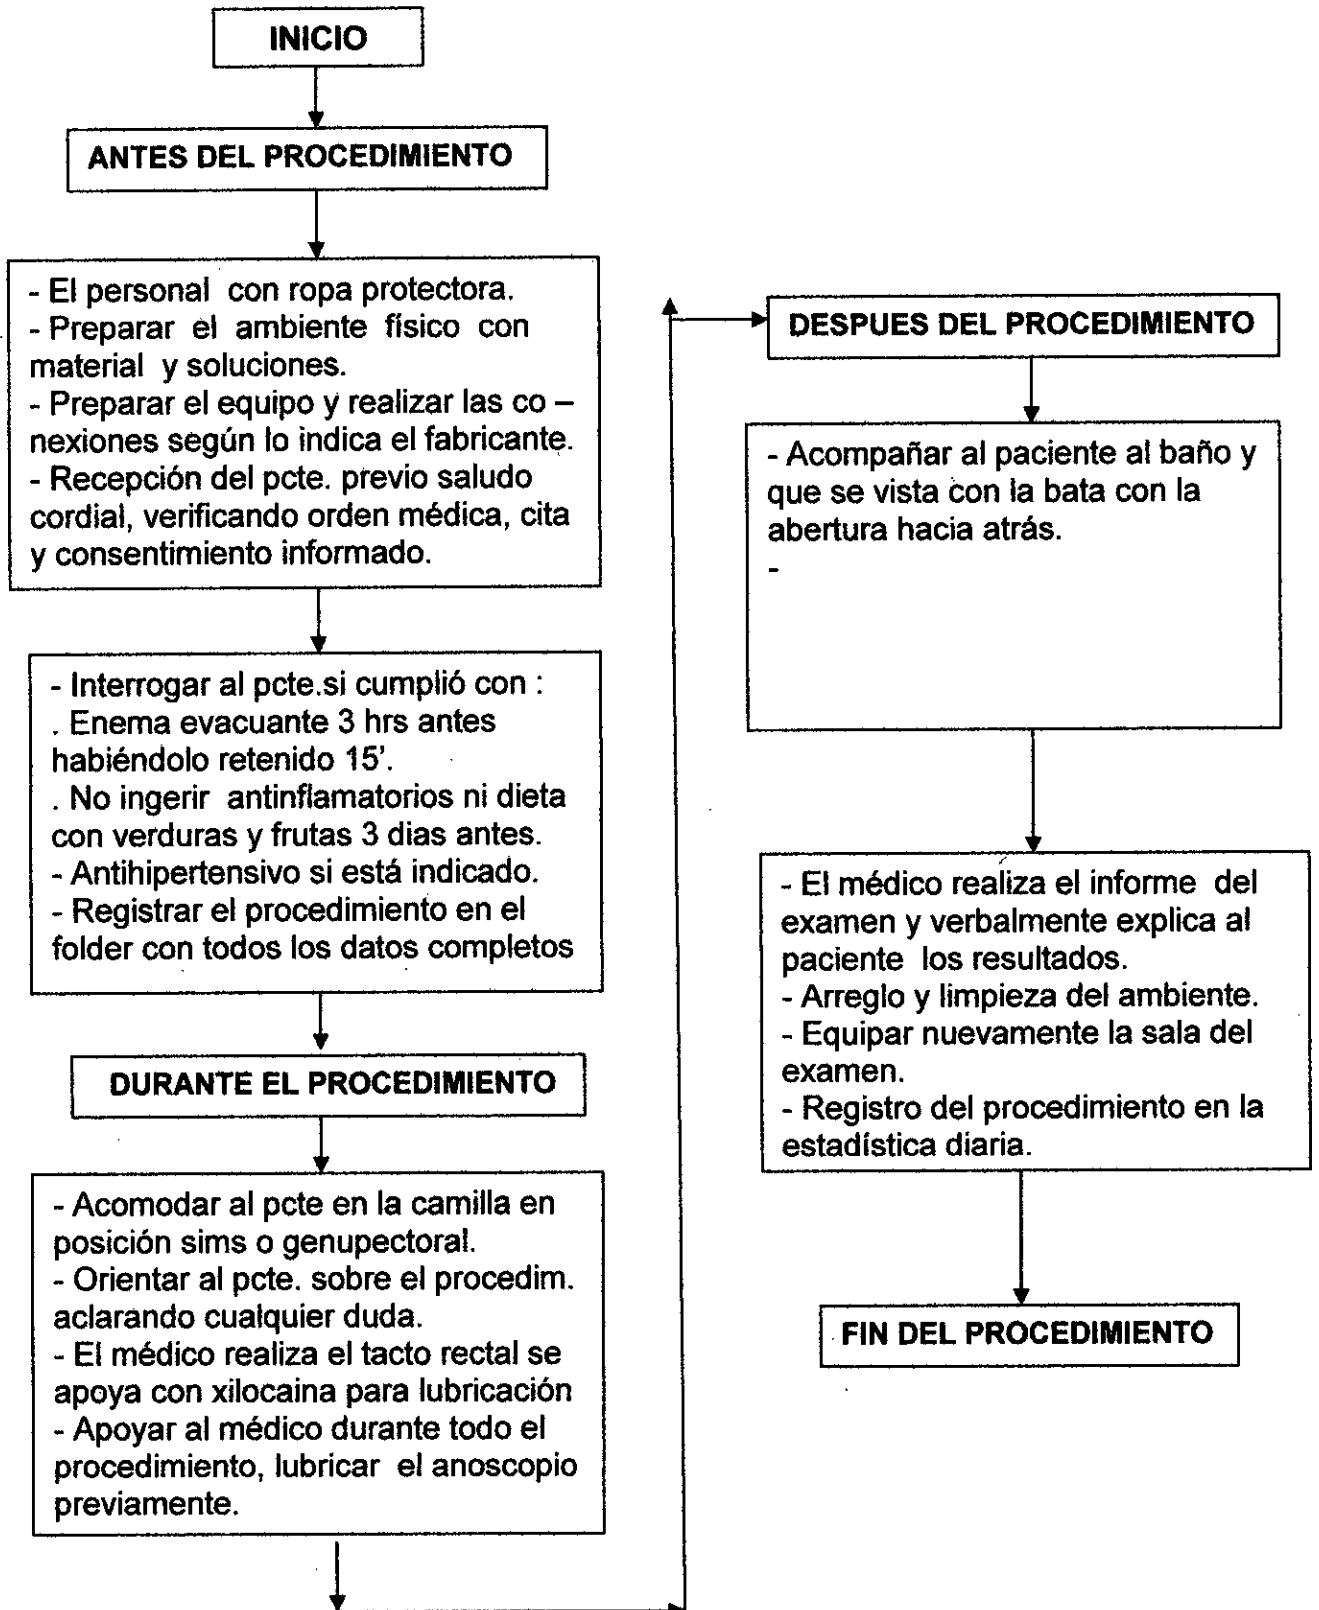 INICIO
ANTES DEL PROCEDIMIENTO
- El personal con ropa protectora.
- Preparar el ambiente físico con
material y soluciones.
- Preparar el equipo y realizar las co –
nexiones según lo indica el fabricante.
- Recepción del pcte. previo saludo
cordial, verificando orden médica, cita
y consentimiento informado.
- Interrogar al pcte.si cumplió con :
. Enema evacuante 3 hrs antes
habiéndolo retenido 15'.
. No ingerir antinflamatorios ni dieta
con verduras y frutas 3 dias antes.
- Antihipertensivo si está indicado.
- Registrar el procedimiento en el
folder con todos los datos completos
DURANTE EL PROCEDIMIENTO
- Acomodar al pcte en la camilla en
posición sims o genupectoral.
- Orientar al pcte. sobre el procedim.
aclarando cualquier duda.
- El médico realiza el tacto rectal se
apoya con xilocaina para lubricación
- Apoyar al médico durante todo el
procedimiento, lubricar el anoscopio
previamente.
DESPUES DEL PROCEDIMIENTO
- Acompañar al paciente al baño y
que se vista con la bata con la
abertura hacia atrás.
-
- El médico realiza el informe del
examen y verbalmente explica al
paciente los resultados.
- Arreglo y limpieza del ambiente.
- Equipar nuevamente la sala del
examen.
- Registro del procedimiento en la
estadística diaria.
FIN DEL PROCEDIMIENTO